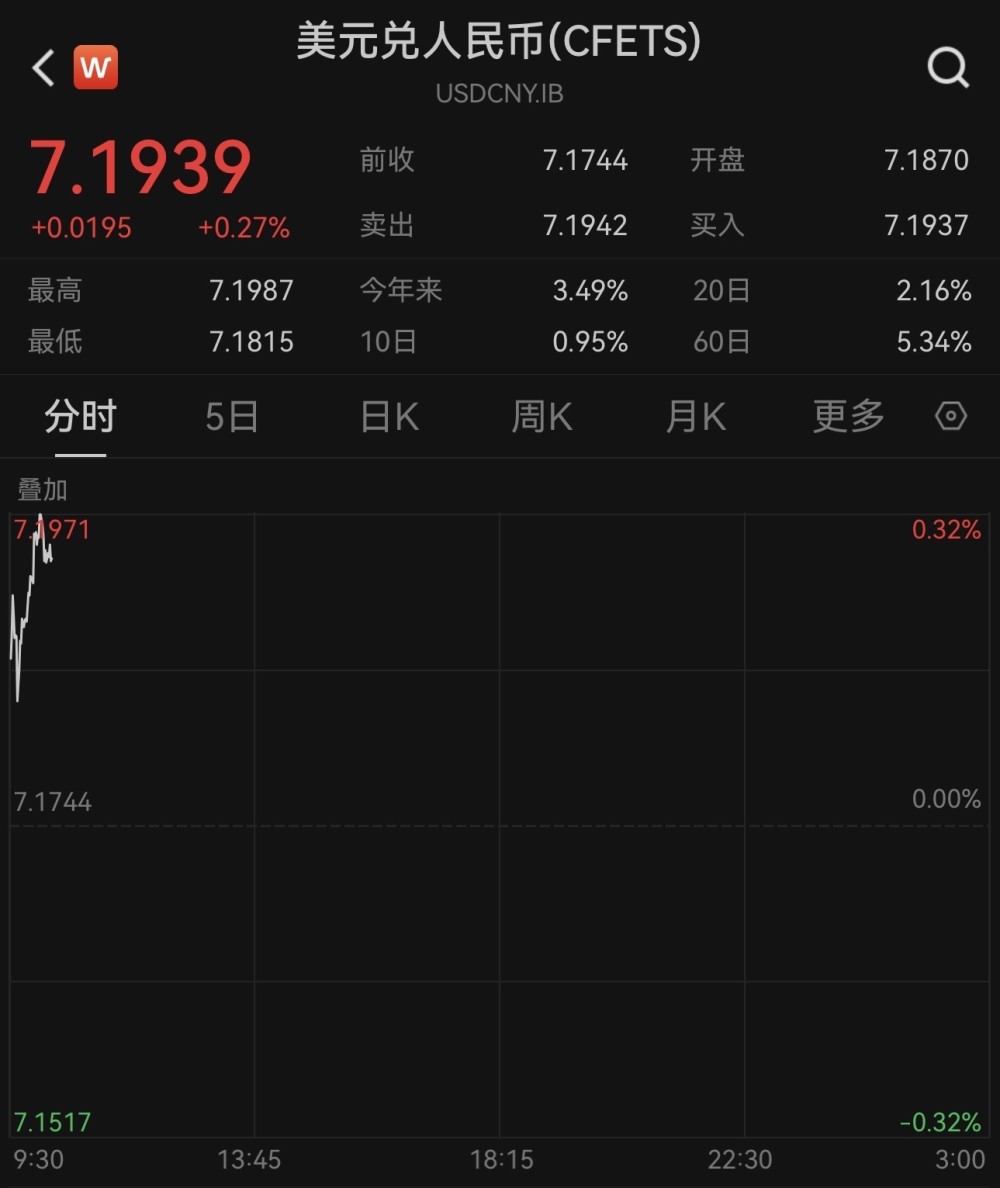 W
美元兑人民币(CFETS)
USDCNY.IB
7.1939
+0.0195 +0.27%
前收 7.1744 开盘 7.1870
卖出 7.1942 买入 7.1937
最高 7.1987 今年来 3.49% 20日 2.16%
最低 7.1815 10日 0.95% 60日 5.34%
分时 5日 日K 周K 月K 更多
叠加
7.1971 0.32%
7.1744 0.00%
7.1517 -0.32%
9:30 13:45 18:15 22:30 3:00